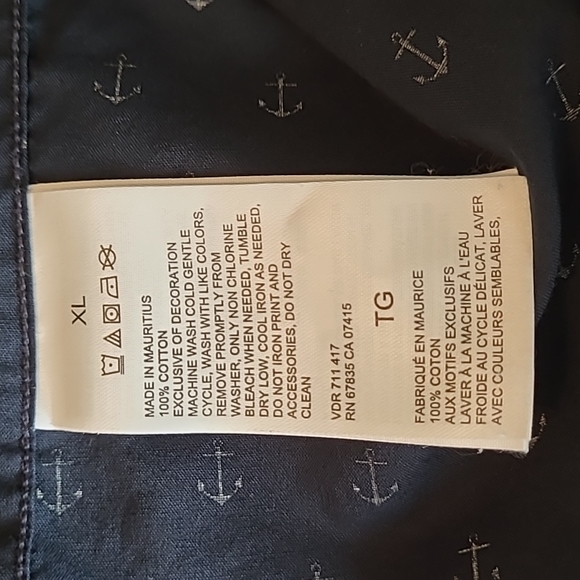 XL
MADE IN MAURITIUS
100% COTTON
EXCLUSIVE OF DECORATION
MACHINE WASH COLD GENTLE
CYCLE, WASH WITH LIKE COLORS,
REMOVE PROMPTLY FROM
WASHER, ONLY NON CHLORINE
BLEACH WHEN NEEDED, TUMBLE
DRY LOW, COOL IRON AS NEEDED,
DO NOT IRON PRINT AND
ACCESSORIES, DO NOT DRY
CLEAN
VDR 711 417
RN 67835 CA 07415
TG
FABRIQUÉ EN MAURICE
100% COTON
AUX MOTIFS EXCLUSIFS
LAVER À LA MACHINE À L'EAU
FROIDE AU CYCLE DÉLICAT, LAVER
AVEC COULEURS SEMBLABLES,